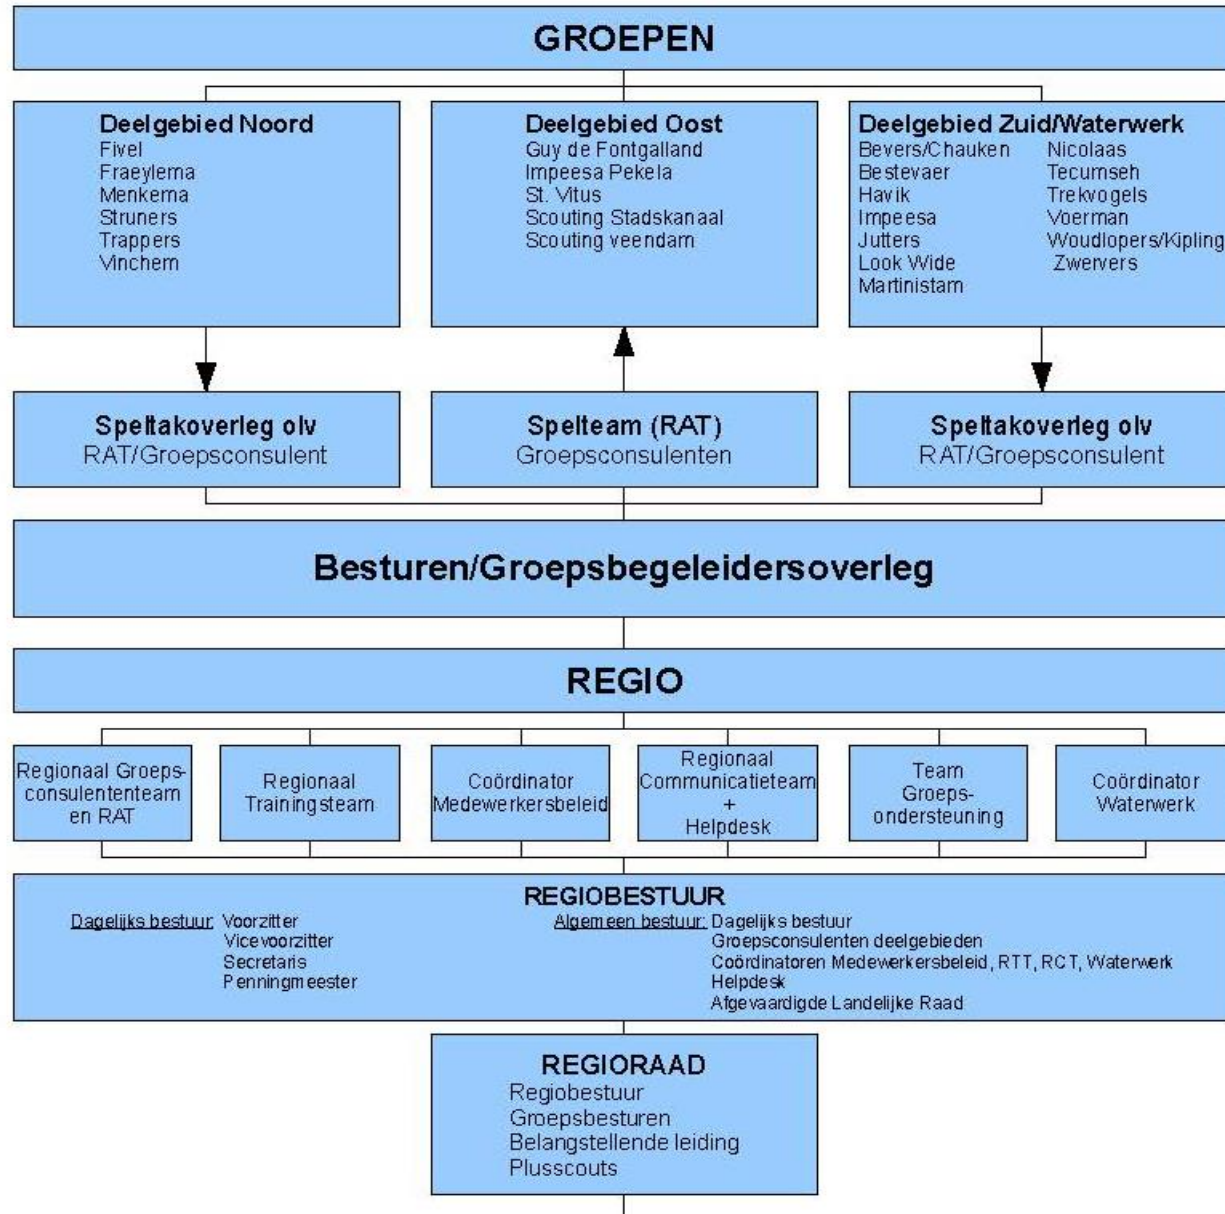 GROEPEN
Deelgebied Noord
Fivel
Fraeylema
Menkema
Struners
Trappers
Vinchem
Deelgebied Oost
Guy de Fontgalland
Impeesa Pekela
St. Vitus
Scouting Stadskanaal
Scouting veendam
Deelgebied Zuid/Waterwerk
Bevers/Chauken
Bestevaer
Havik
Impeesa
Jutters
Look Wide
Martinistam
Nicolaas
Tecumseh
Trekvogels
Voerman
Woudlopers/Kipling
Zwervers
Speltakoverleg olv
RAT/Groepsconsulent
Spelteam (RAT)
Groepsconsulenten
Speltakoverleg olv
RAT/Groepsconsulent
Besturen/Groepsbegeleidersoverleg
REGIO
Regionaal Groeps-
consulententeam
en RAT
Regionaal
Trainingsteam
Coördinator
Medewerkersbeleid
Regionaal
Communicatieteam
+
Helpdesk
Team
Groeps-
ondersteuning
Coördinator
Waterwerk
REGIOBESTUUR
Dagelijks bestuur: Voorzitter
Vicevoorzitter
Secretaris
Penningmeester
Algemeen bestuur: Dagelijks bestuur
Groepsconsulenten deelgebieden
Coördinatoren Medewerkersbeleid, RTT, RCT, Waterwerk
Helpdesk
Afgevaardigde Landelijke Raad
REGIORAAD
Regiobestuur
Groepsbesturen
Belangstellende leiding
Plusscouts